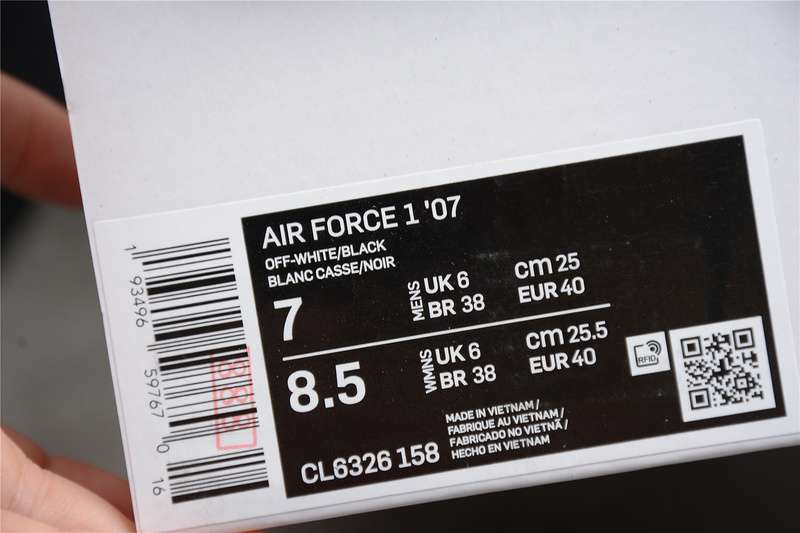 AIR FORCE 1 '07
OFF-WHITE/BLACK
BLANC CASSE/NOIR
7
MENS
UK 6
BR 38
cm 25
EUR 40
8.5
WMNS
UK 6
BR 38
cm 25.5
EUR 40
RFID
CL6326 158
MADE IN VIETNAM /
FABRIQUE AU VIETNAM /
FABRICADO NO VIETNÃ /
HECHO EN VIETNAM
1 93496 59767 0 16